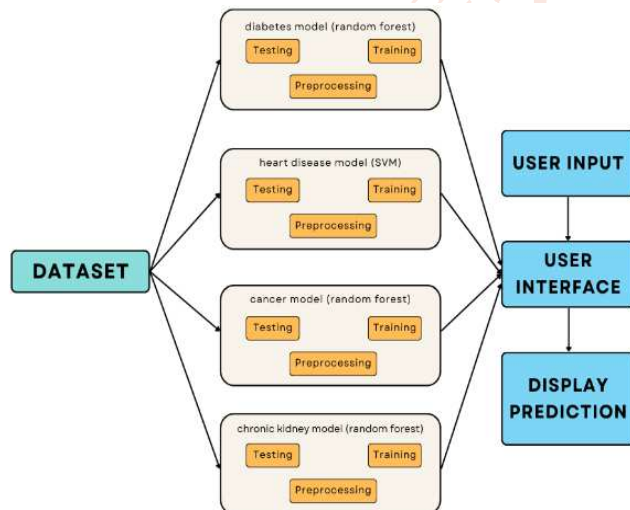 diabetes model (random forest)
Testing
Training
Preprocessing
heart disease model (SVM)
Testing
Training
Preprocessing
cancer model (random forest)
Testing
Training
Preprocessing
chronic kidney model (random forest)
Testing
Training
Preprocessing
DATASET
USER INPUT
USER
INTERFACE
DISPLAY
PREDICTION